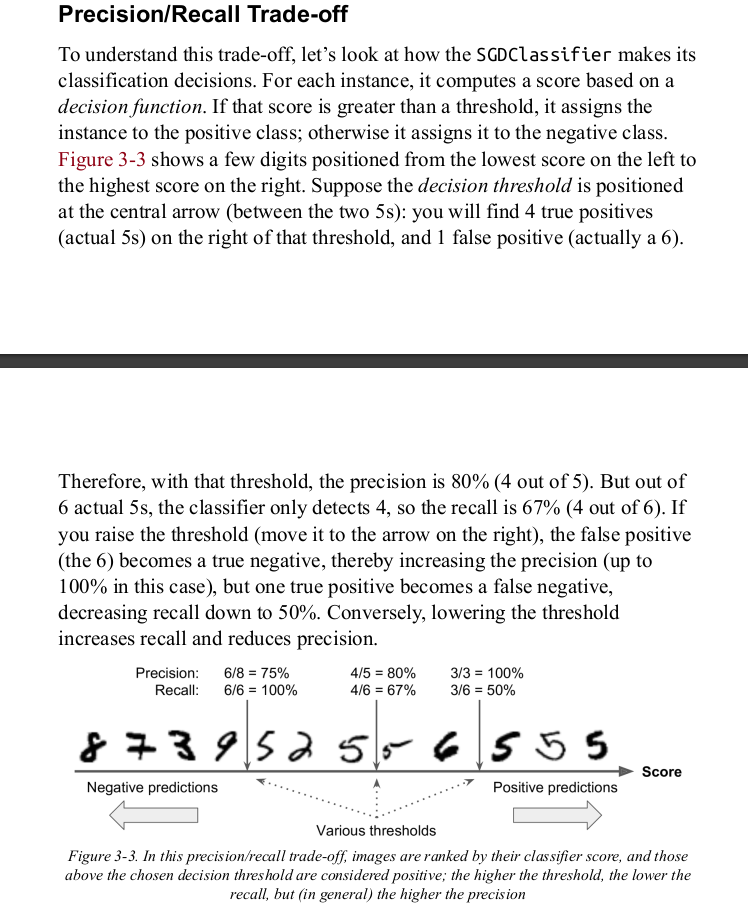 Precision/Recall Trade-off
To understand this trade-off, let’s look at how the SGDClassifier makes its
classification decisions. For each instance, it computes a score based on a
decision function. If that score is greater than a threshold, it assigns the
instance to the positive class; otherwise it assigns it to the negative class.
Figure 3-3 shows a few digits positioned from the lowest score on the left to
the highest score on the right. Suppose the decision threshold is positioned
at the central arrow (between the two 5s): you will find 4 true positives
(actual 5s) on the right of that threshold, and 1 false positive (actually a 6).
Therefore, with that threshold, the precision is 80% (4 out of 5). But out of
6 actual 5s, the classifier only detects 4, so the recall is 67% (4 out of 6). If
you raise the threshold (move it to the arrow on the right), the false positive
(the 6) becomes a true negative, thereby increasing the precision (up to
100% in this case), but one true positive becomes a false negative,
decreasing recall down to 50%. Conversely, lowering the threshold
increases recall and reduces precision.
Precision: 6/8 = 75% 4/5 = 80% 3/3 = 100%
Recall: 6/6 = 100% 4/6 = 67% 3/6 = 50%
8 7 3 9 5 2 5 5 6 5 5 5
Score
Negative predictions Positive predictions
Various thresholds
Figure 3-3. In this precision/recall trade-off, images are ranked by their classifier score, and those
above the chosen decision threshold are considered positive; the higher the threshold, the lower the
recall, but (in general) the higher the precision